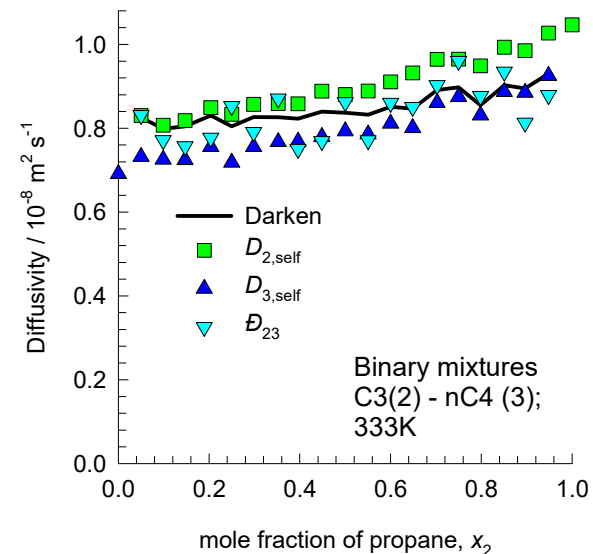 Diffusivity / 10⁻⁸ m² s⁻¹
1.0
0.8
0.6
0.4
0.2
0.0
Darken
D₂,self
D₃,self
Đ₂₃
Binary mixtures
C3(2) - nC4 (3);
333K
0.0 0.2 0.4 0.6 0.8 1.0
mole fraction of propane, x₂